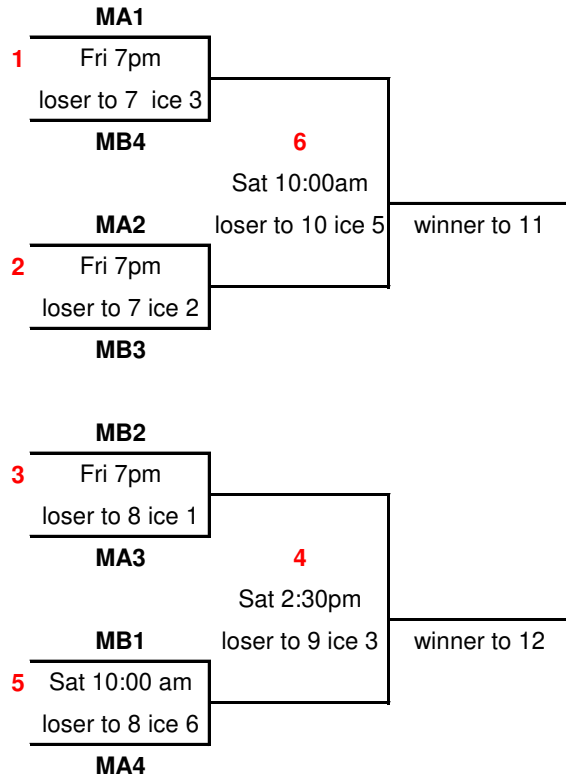 MA1
1 Fri 7pm
loser to 7 ice 3
MB4
6
Sat 10:00am
MA2
loser to 10 ice 5 winner to 11
2 Fri 7pm
loser to 7 ice 2
MB3
MB2
3 Fri 7pm
loser to 8 ice 1
MA3
4
Sat 2:30pm
MB1
loser to 9 ice 3 winner to 12
5 Sat 10:00 am
loser to 8 ice 6
MA4